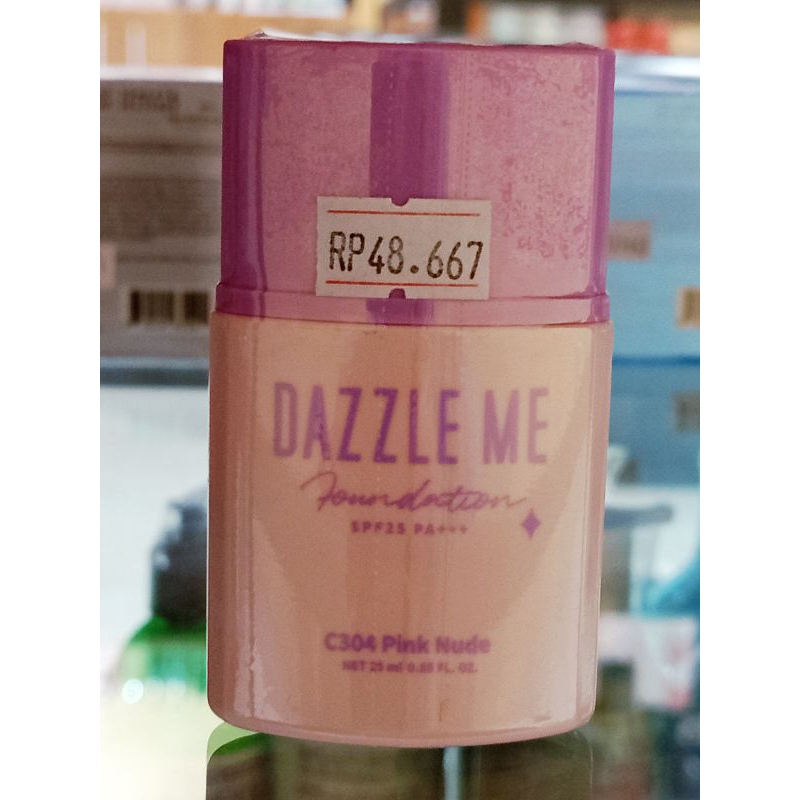 RP48.667
DAZZLE ME
Foundation
SPF25 PA+++
C304 Pink Nude
NET 25 ml 0.85 FL. OZ.